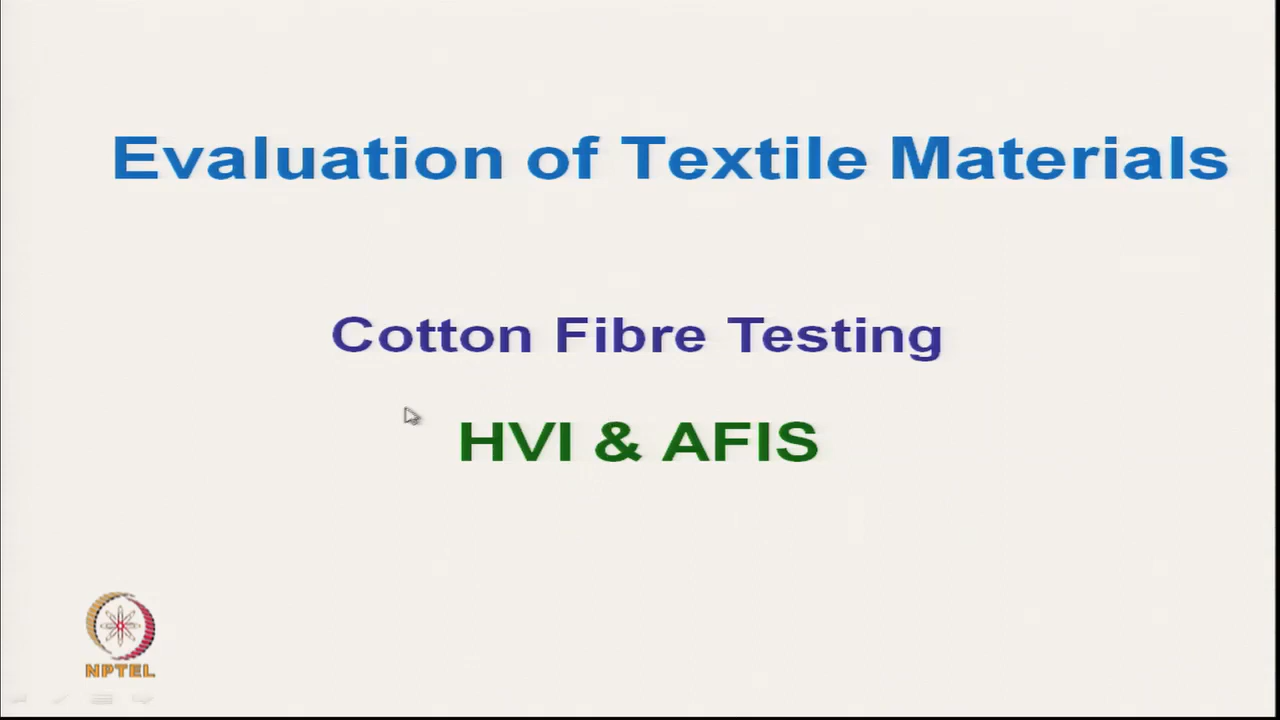 Evaluation of Textile Materials
Cotton Fibre Testing
HVI & AFIS
NPTEL